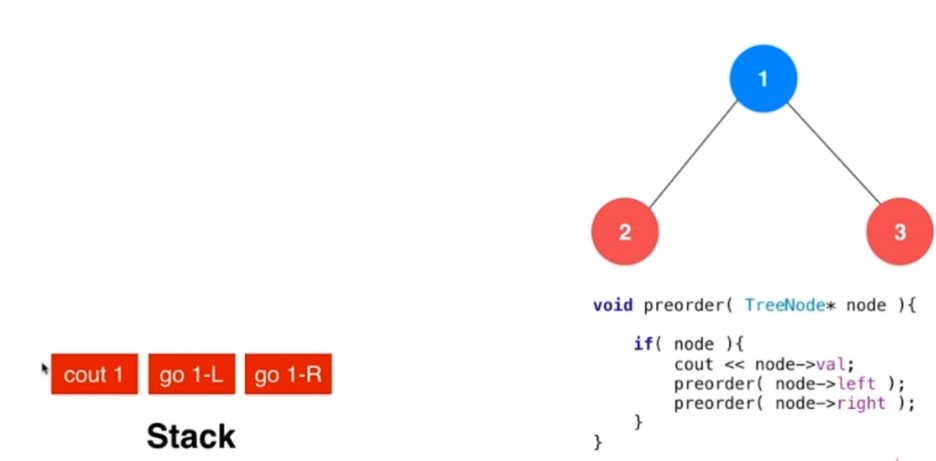 1
2
3
cout 1
go 1-L
go 1-R
Stack
void preorder( TreeNode* node ){
if( node ){
cout << node->val;
preorder( node->left );
preorder( node->right );
}
}